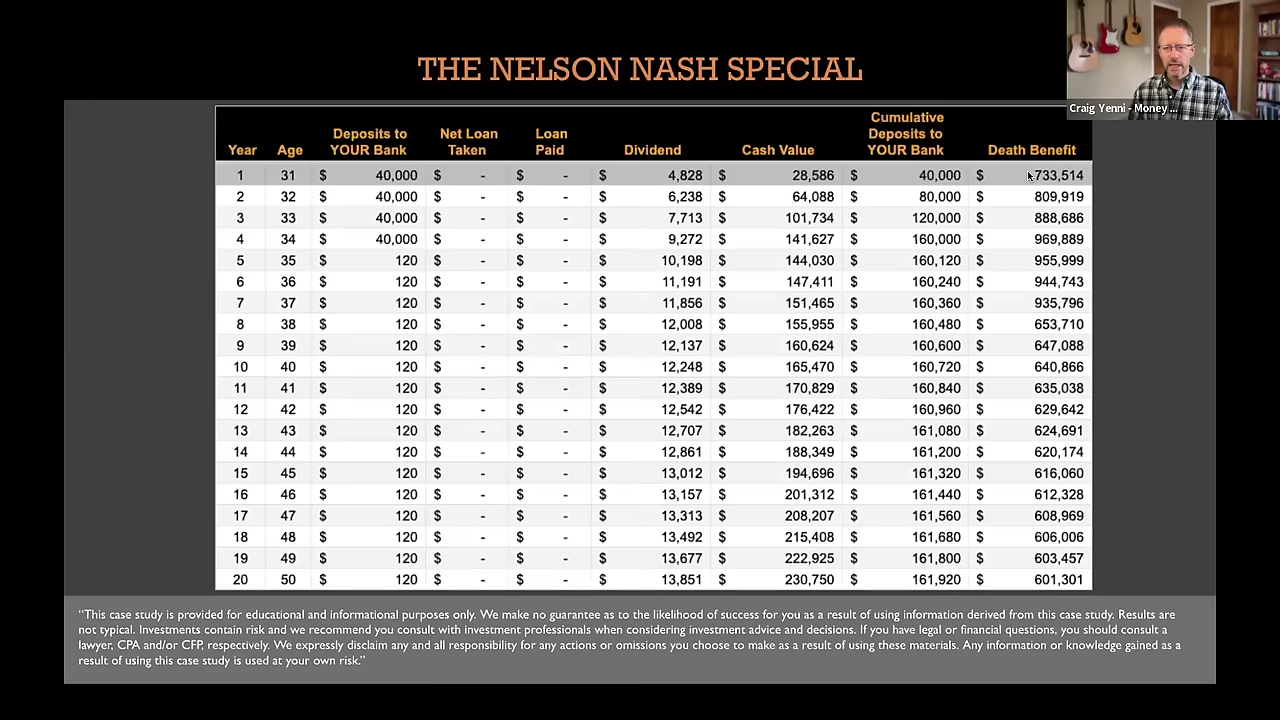 THE NELSON NASH SPECIAL
Craig Yenni - Money ...
Year Age Deposits to YOUR Bank Net Loan Taken Loan Paid Dividend Cash Value Cumulative Deposits to YOUR Bank Death Benefit
1 31 $ 40,000 $ - $ - $ 4,828 $ 28,586 $ 40,000 $ 733,514
2 32 $ 40,000 $ - $ - $ 6,238 $ 64,088 $ 80,000 $ 809,919
3 33 $ 40,000 $ - $ - $ 7,713 $ 101,734 $ 120,000 $ 888,686
4 34 $ 40,000 $ - $ - $ 9,272 $ 141,627 $ 160,000 $ 969,889
5 35 $ 120 $ - $ - $ 10,198 $ 144,030 $ 160,120 $ 955,999
6 36 $ 120 $ - $ - $ 11,191 $ 147,411 $ 160,240 $ 944,743
7 37 $ 120 $ - $ - $ 11,856 $ 151,465 $ 160,360 $ 935,796
8 38 $ 120 $ - $ - $ 12,008 $ 155,955 $ 160,480 $ 653,710
9 39 $ 120 $ - $ - $ 12,137 $ 160,624 $ 160,600 $ 647,088
10 40 $ 120 $ - $ - $ 12,248 $ 165,470 $ 160,720 $ 640,866
11 41 $ 120 $ - $ - $ 12,389 $ 170,829 $ 160,840 $ 635,038
12 42 $ 120 $ - $ - $ 12,542 $ 176,422 $ 160,960 $ 629,642
13 43 $ 120 $ - $ - $ 12,707 $ 182,263 $ 161,080 $ 624,691
14 44 $ 120 $ - $ - $ 12,861 $ 188,349 $ 161,200 $ 620,174
15 45 $ 120 $ - $ - $ 13,012 $ 194,696 $ 161,320 $ 616,060
16 46 $ 120 $ - $ - $ 13,157 $ 201,312 $ 161,440 $ 612,328
17 47 $ 120 $ - $ - $ 13,313 $ 208,207 $ 161,560 $ 608,969
18 48 $ 120 $ - $ - $ 13,492 $ 215,408 $ 161,680 $ 606,006
19 49 $ 120 $ - $ - $ 13,677 $ 222,925 $ 161,800 $ 603,457
20 50 $ 120 $ - $ - $ 13,851 $ 230,750 $ 161,920 $ 601,301
“This case study is provided for educational and informational purposes only. We make no guarantee as to the likelihood of success for you as a result of using information derived from this case study. Results are
not typical. Investments contain risk and we recommend you consult with investment professionals when considering investment advice and decisions. If you have legal or financial questions, you should consult a
lawyer, CPA and/or CFP, respectively. We expressly disclaim any and all responsibility for any actions or omissions you choose to make as a result of using these materials. Any information or knowledge gained as a
result of using this case study is used at your own risk.”